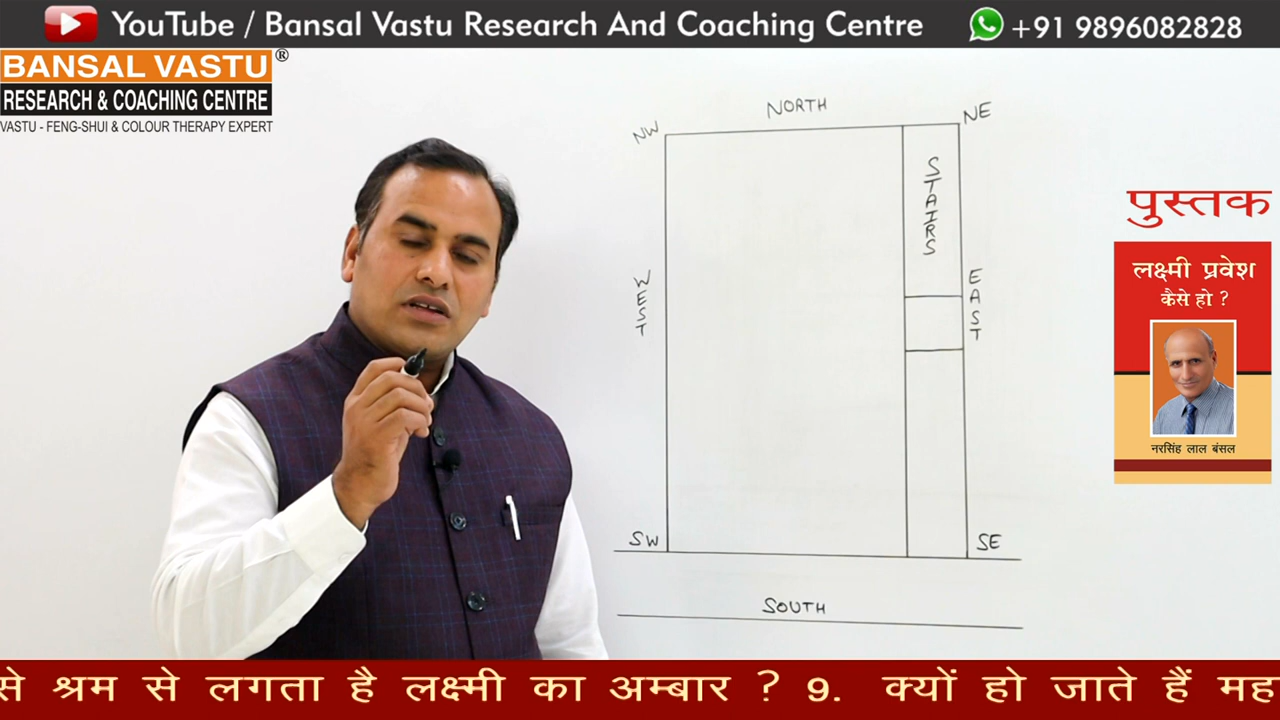 YouTube / Bansal Vastu Research And Coaching Centre
+91 9896082828
BANSAL VASTU®
RESEARCH & COACHING CENTRE
VASTU - FENG-SHUI & COLOUR THERAPY EXPERT
NORTH
NW
NE
STAIRS
WEST
EAST
SW
SE
SOUTH
पुस्तक
लक्ष्मी प्रवेश
कैसे हो ?
नरसिंह लाल बंसल
से श्रम से लगता है लक्ष्मी का अम्बार ? 9. क्यों हो जाते हैं मह